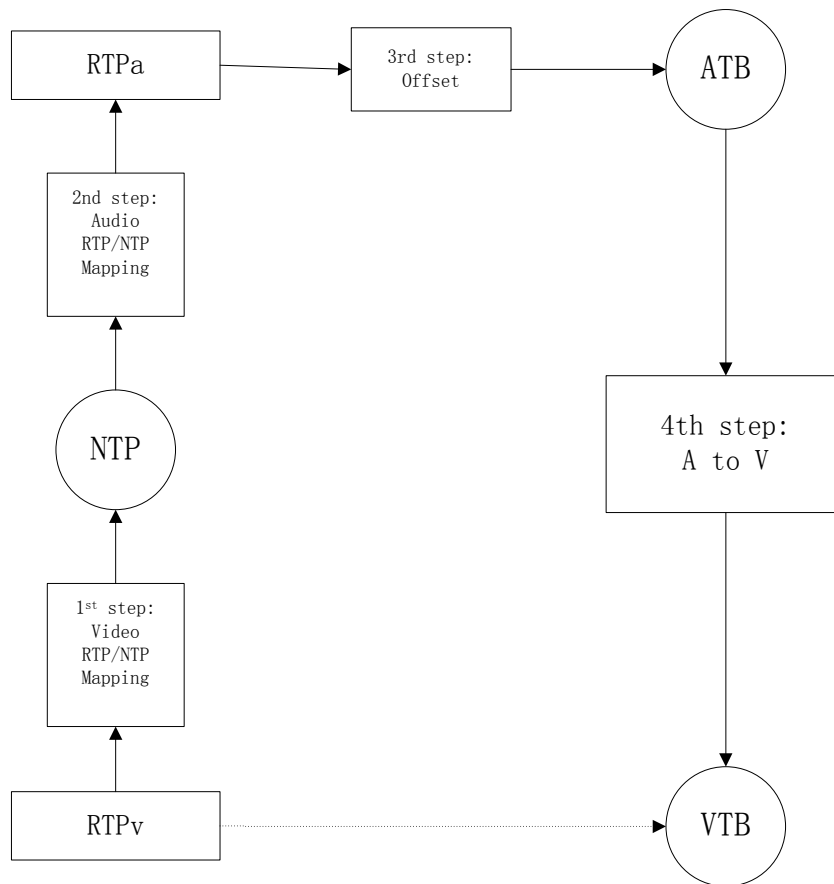 RTPa
3rd step:
Offset
ATB
2nd step:
Audio
RTP/NTP
Mapping
4th step:
A to V
NTP
1st step:
Video
RTP/NTP
Mapping
RTPv
VTB